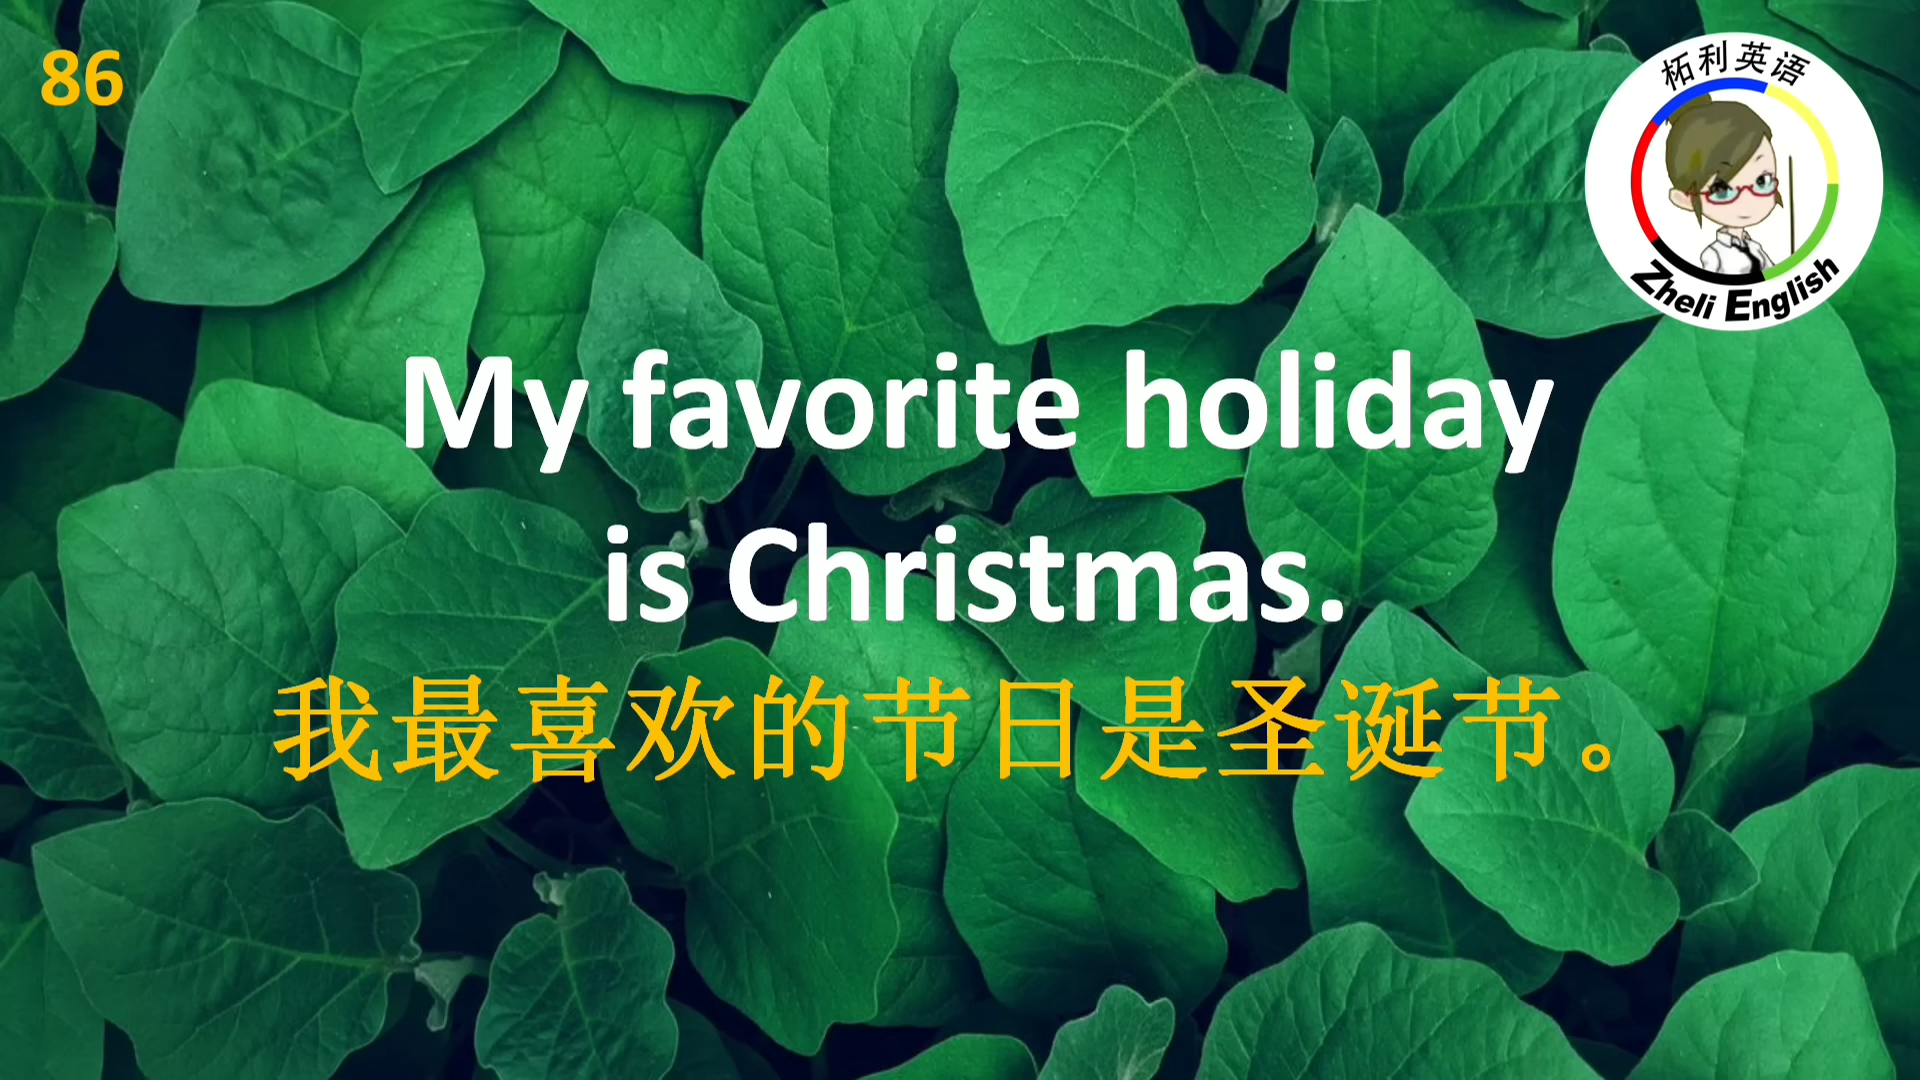 86
柘利英语
Zheli English
My favorite holiday
is Christmas.
我最喜欢的节日是圣诞节。